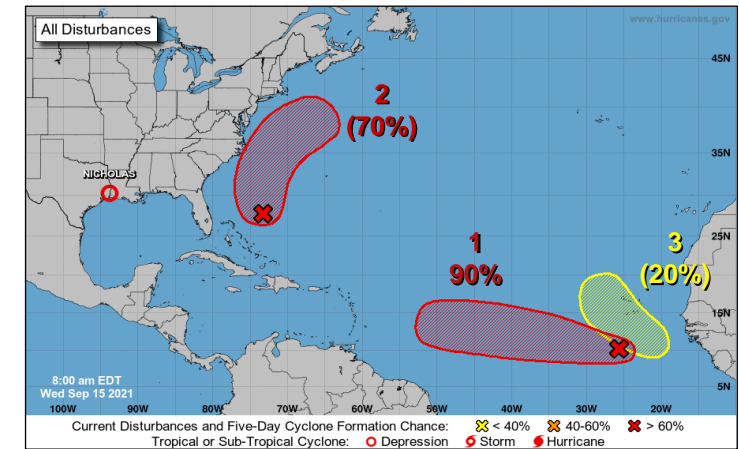 All Disturbances
www.hurricanes.gov
45N
2
(70%)
35N
NICHOLAS
25N
1
90%
3
(20%)
15N
5N
8:00 am EDT
Wed Sep 15 2021
100W 90W 80W 70W 60W 50W 40W 30W 20W
Current Disturbances and Five-Day Cyclone Formation Chance: < 40% 40-60% > 60%
Tropical or Sub-Tropical Cyclone: Depression Storm Hurricane